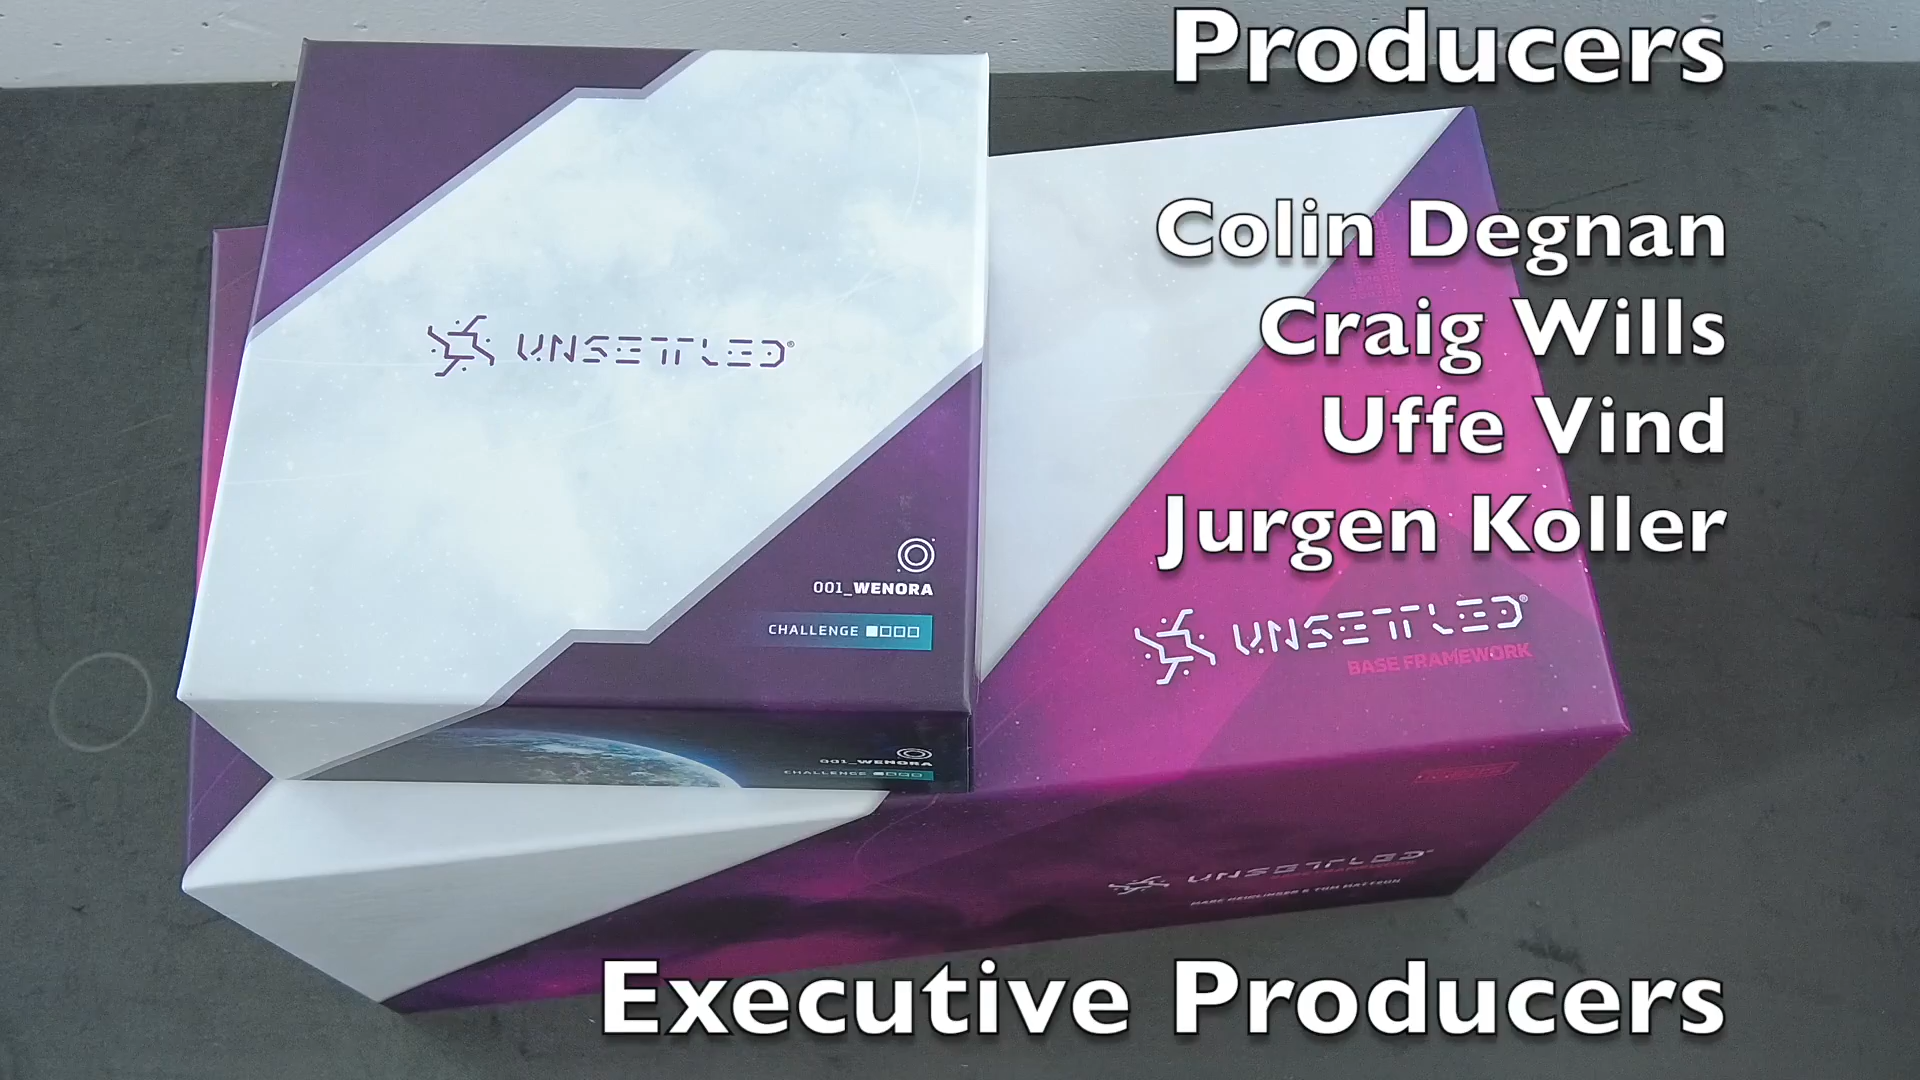 Producers
Colin Degnan
Craig Wills
Uffe Vind
Jurgen Koller
UNSETTLED®
001_WENORA
CHALLENGE
UNSETTLED®
BASE FRAMEWORK
001_WENORA
CHALLENGE
UNSETTLED
Executive Producers